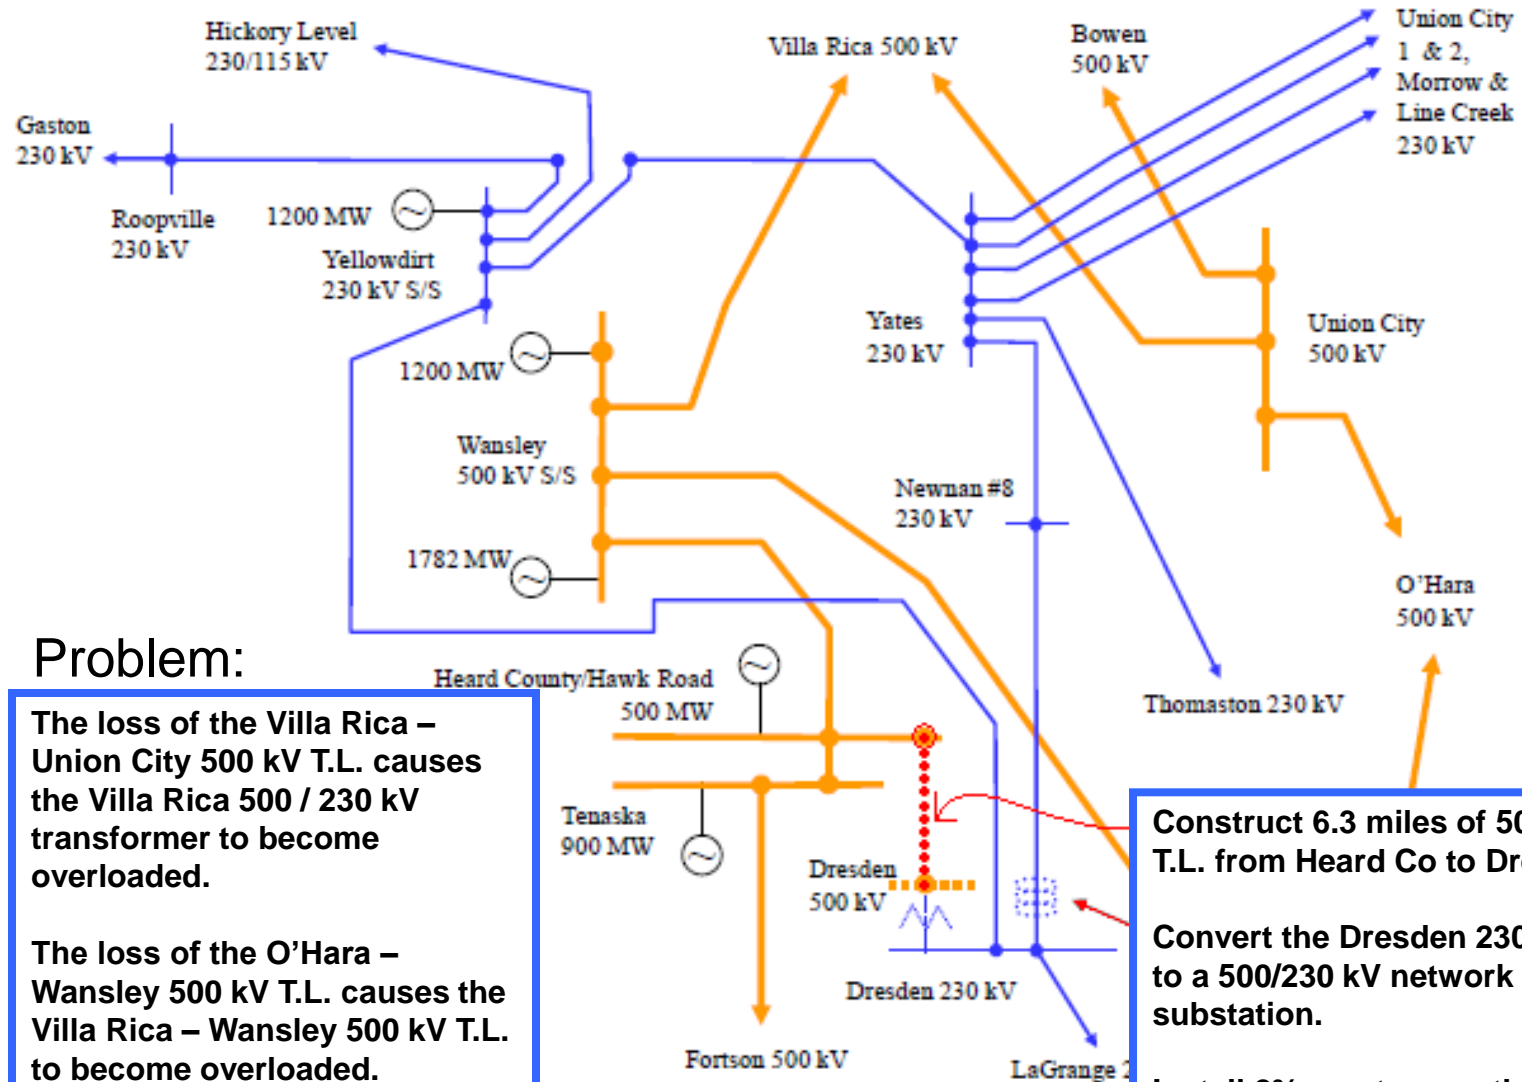 Hickory Level
230/115 kV
Villa Rica 500 kV
Bowen
500 kV
Union City
1 & 2,
Morrow &
Line Creek
230 kV
Gaston
230 kV
Roopville
230 kV
1200 MW
Yellowdirt
230 kV S/S
Yates
230 kV
Union City
500 kV
1200 MW
Wansley
500 kV S/S
Newnan #8
230 kV
1782 MW
O'Hara
500 kV
Problem:
Heard County/Hawk Road
500 MW
Thomaston 230 kV
The loss of the Villa Rica –
Union City 500 kV T.L. causes
the Villa Rica 500 / 230 kV
transformer to become
overloaded.
The loss of the O'Hara –
Wansley 500 kV T.L. causes the
Villa Rica – Wansley 500 kV T.L.
to become overloaded.
Tenaska
900 MW
Dresden
500 kV
Dresden 230 kV
Fortson 500 kV
LaGrange 2
Construct 6.3 miles of 50
T.L. from Heard Co to Dre
Convert the Dresden 230
to a 500/230 kV network
substation.